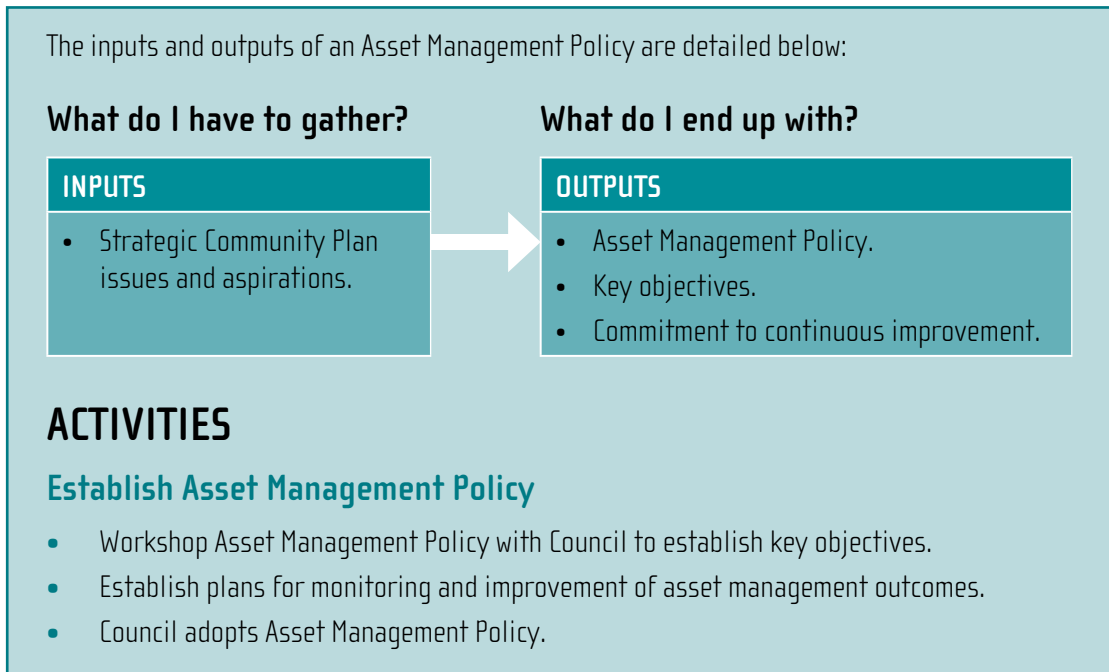 The inputs and outputs of an Asset Management Policy are detailed below:
What do I have to gather?
INPUTS
• Strategic Community Plan
issues and aspirations.
What do I end up with?
OUTPUTS
• Asset Management Policy.
• Key objectives.
• Commitment to continuous improvement.
ACTIVITIES
Establish Asset Management Policy
• Workshop Asset Management Policy with Council to establish key objectives.
• Establish plans for monitoring and improvement of asset management outcomes.
• Council adopts Asset Management Policy.